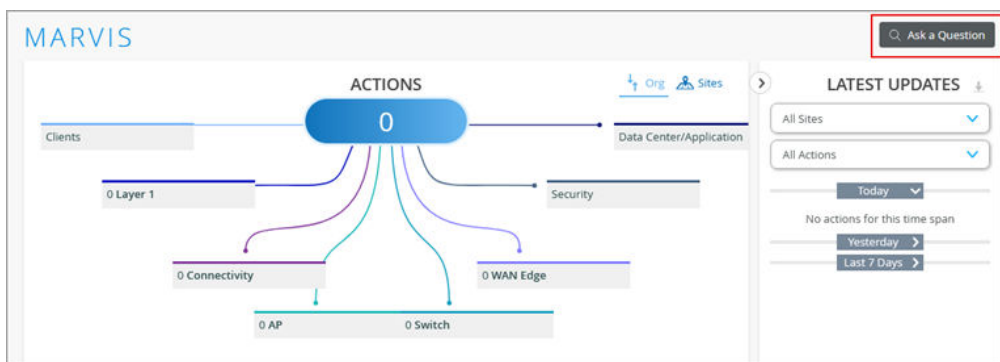 MARVIS
Ask a Question
ACTIONS
Org
Sites
0
Clients
Data Center/Application
0 Layer 1
Security
0 Connectivity
0 WAN Edge
0 AP
0 Switch
LATEST UPDATES
All Sites
All Actions
Today
No actions for this time span
Yesterday
Last 7 Days